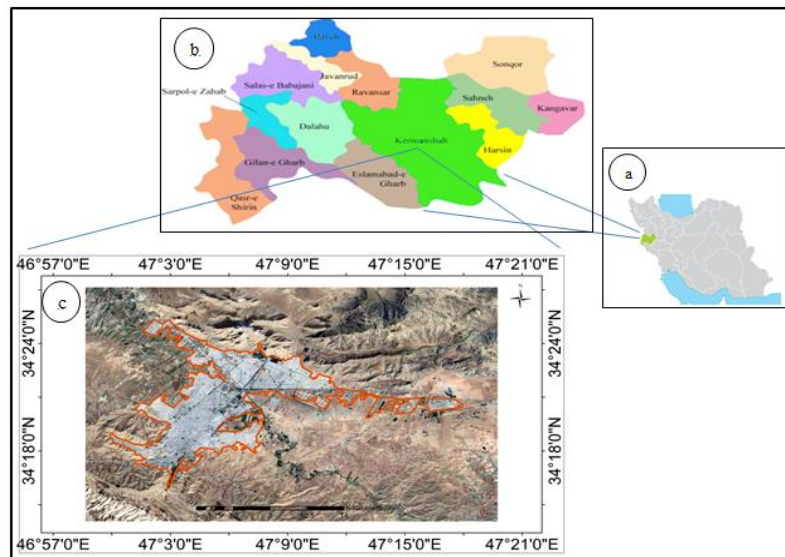 b.
Paveh
Sonqor
Javanrud
Salas-e Babajani
Ravansar
Sarpol-e Zahab
Sahneh
Kangavar
Dalahu
Kermanshah
Harsin
Gilan-e Gharb
Eslamabad-e
Gharb
Qasr-e
Shirin
a.
46°57'0"E 47°3'0"E 47°9'0"E 47°15'0"E 47°21'0"E
c.
34°24'0"N
34°24'0"N
34°18'0"N
34°18'0"N
46°57'0"E 47°3'0"E 47°9'0"E 47°15'0"E 47°21'0"E